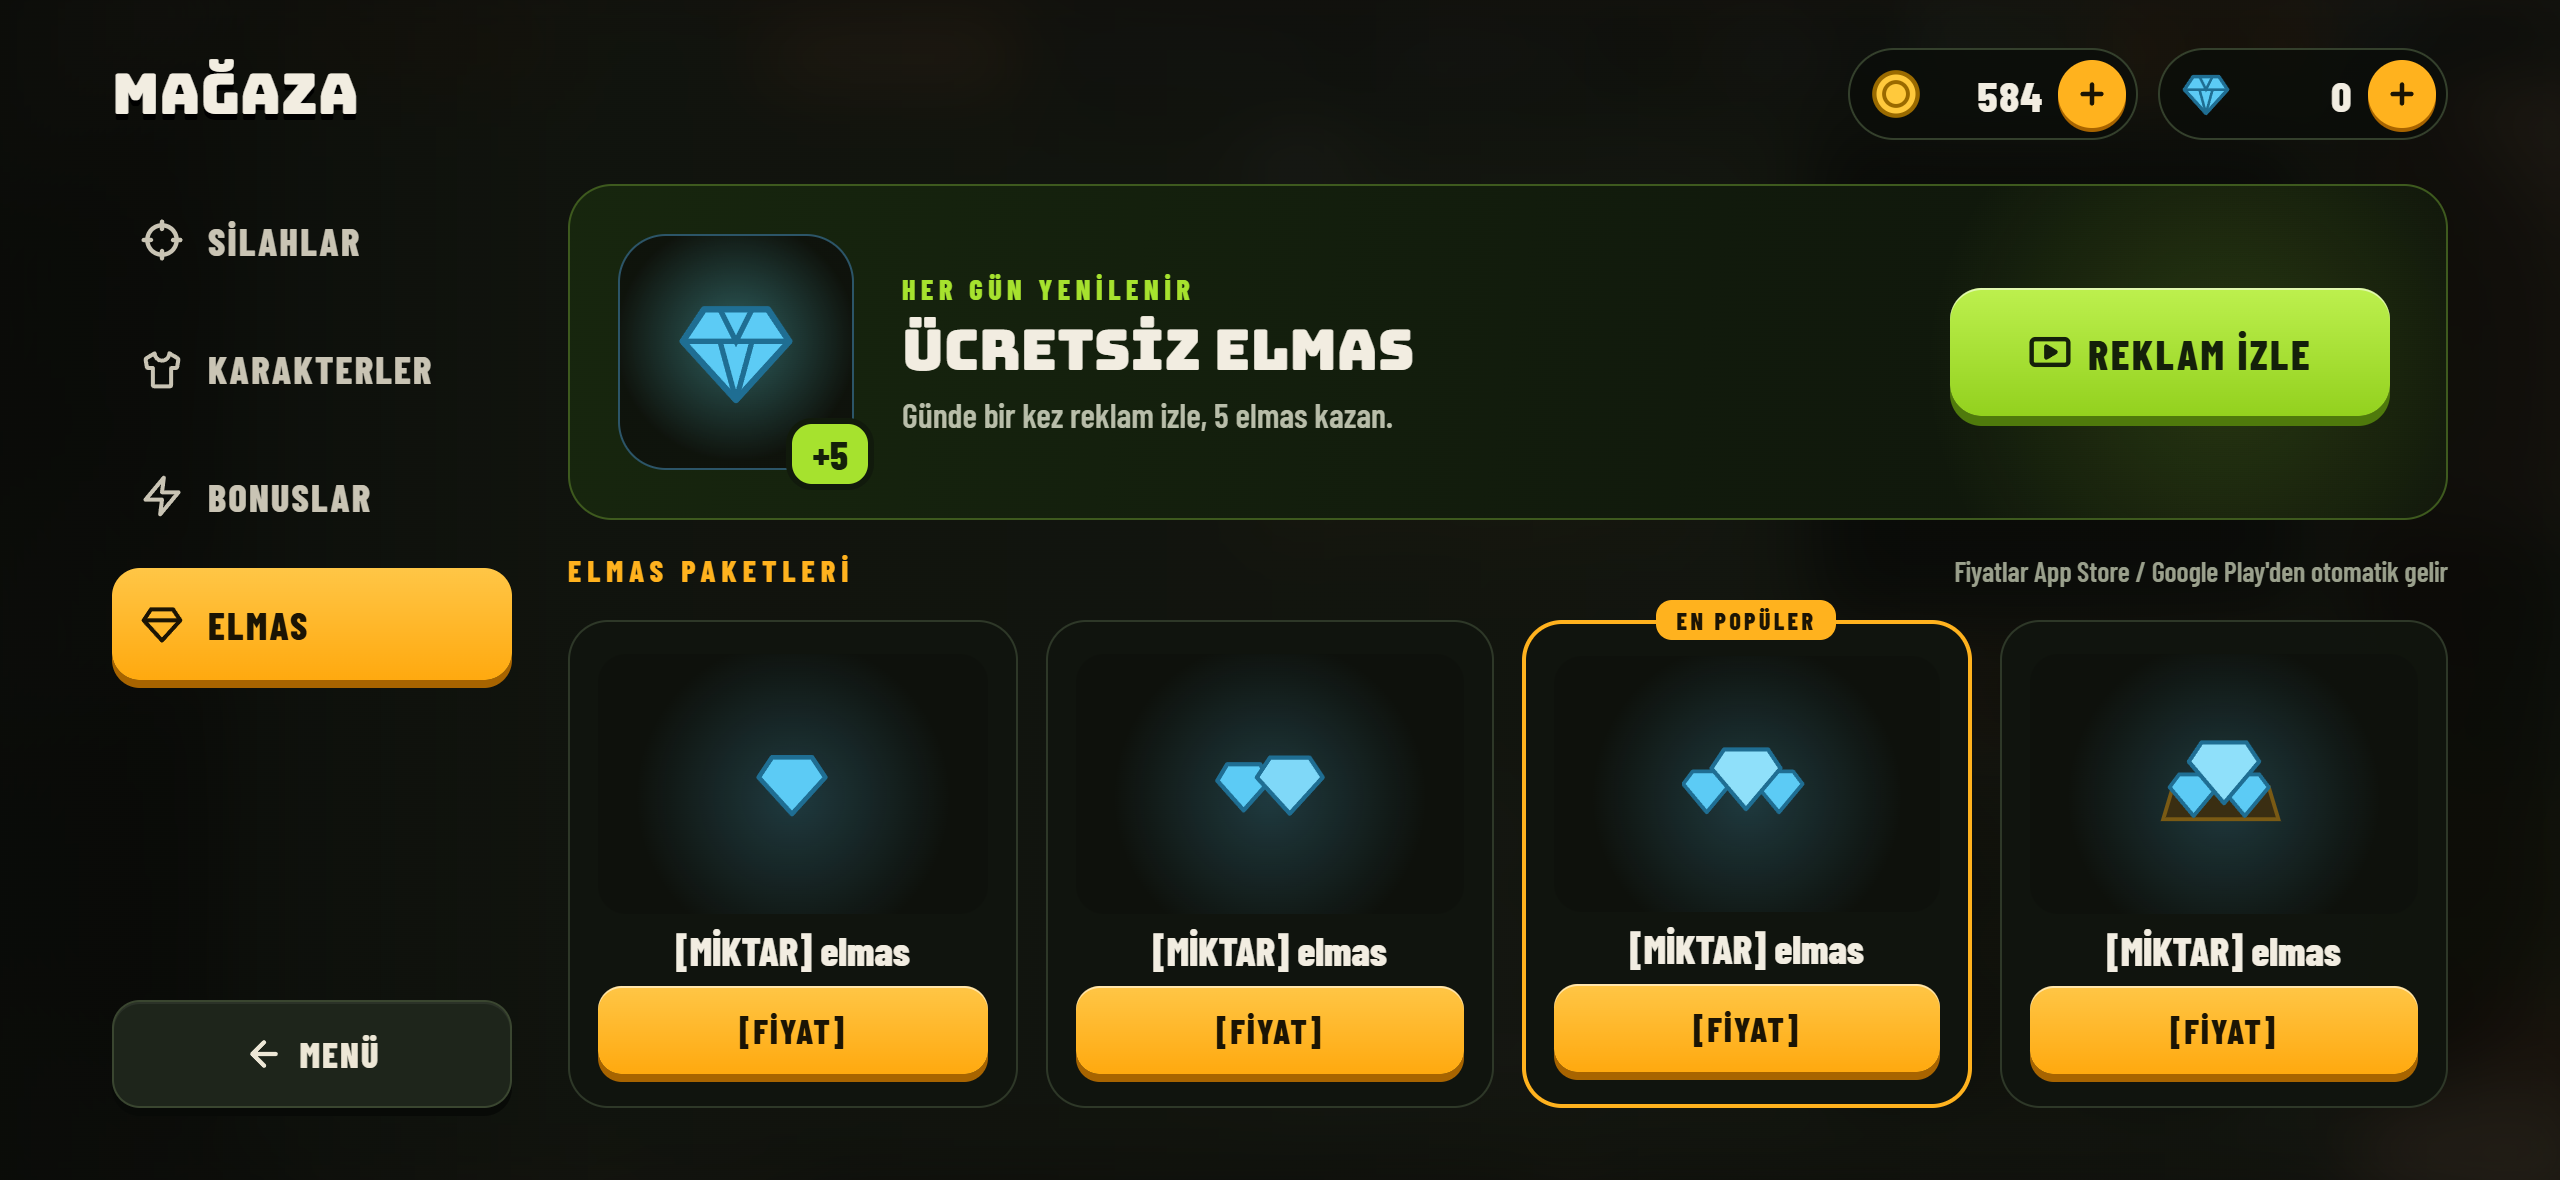 MAĞAZA
584 +
0 +
SİLAHLAR
KARAKTERLER
BONUSLAR
ELMAS
MENÜ
+5
HER GÜN YENİLENİR
ÜCRETSİZ ELMAS
Günde bir kez reklam izle, 5 elmas kazan.
REKLAM İZLE
ELMAS PAKETLERİ
Fiyatlar App Store / Google Play'den otomatik gelir
[MİKTAR] elmas
[FİYAT]
[MİKTAR] elmas
[FİYAT]
EN POPÜLER
[MİKTAR] elmas
[FİYAT]
[MİKTAR] elmas
[FİYAT]